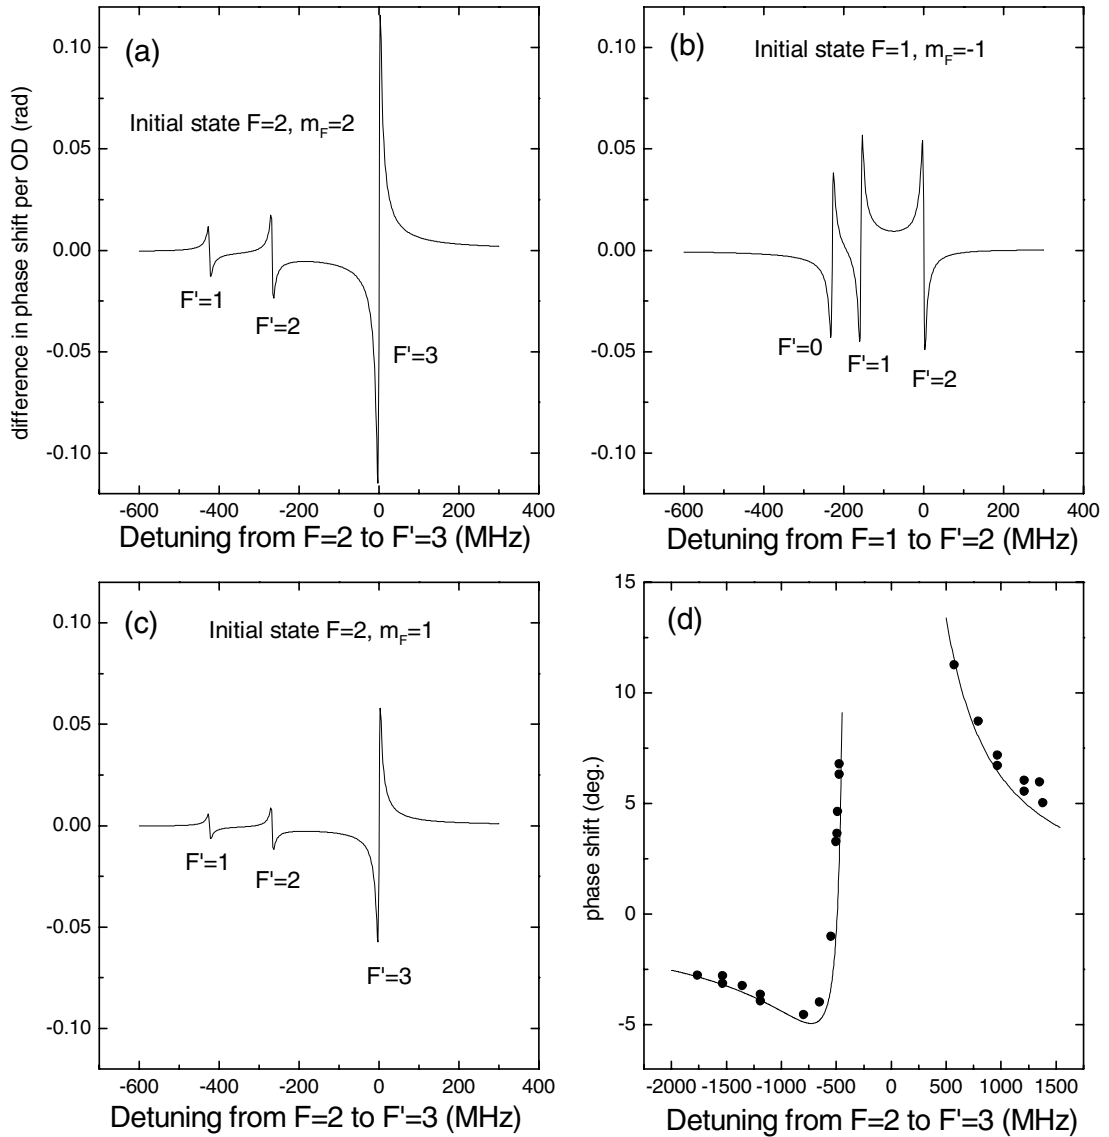 (a)
Initial state F=2, m_F=2
F'=1
F'=2
F'=3
difference in phase shift per OD (rad)
0.10
0.05
0.00
-0.05
-0.10
-600 -400 -200 0 200 400
Detuning from F=2 to F'=3 (MHz)
(b)
Initial state F=1, m_F=-1
F'=0
F'=1
F'=2
0.10
0.05
0.00
-0.05
-0.10
-600 -400 -200 0 200 400
Detuning from F=1 to F'=2 (MHz)
(c)
Initial state F=2, m_F=1
F'=1
F'=2
F'=3
0.10
0.05
0.00
-0.05
-0.10
-600 -400 -200 0 200 400
Detuning from F=2 to F'=3 (MHz)
(d)
phase shift (deg.)
15
10
5
0
-5
-2000 -1500 -1000 -500 0 500 1000 1500
Detuning from F=2 to F'=3 (MHz)